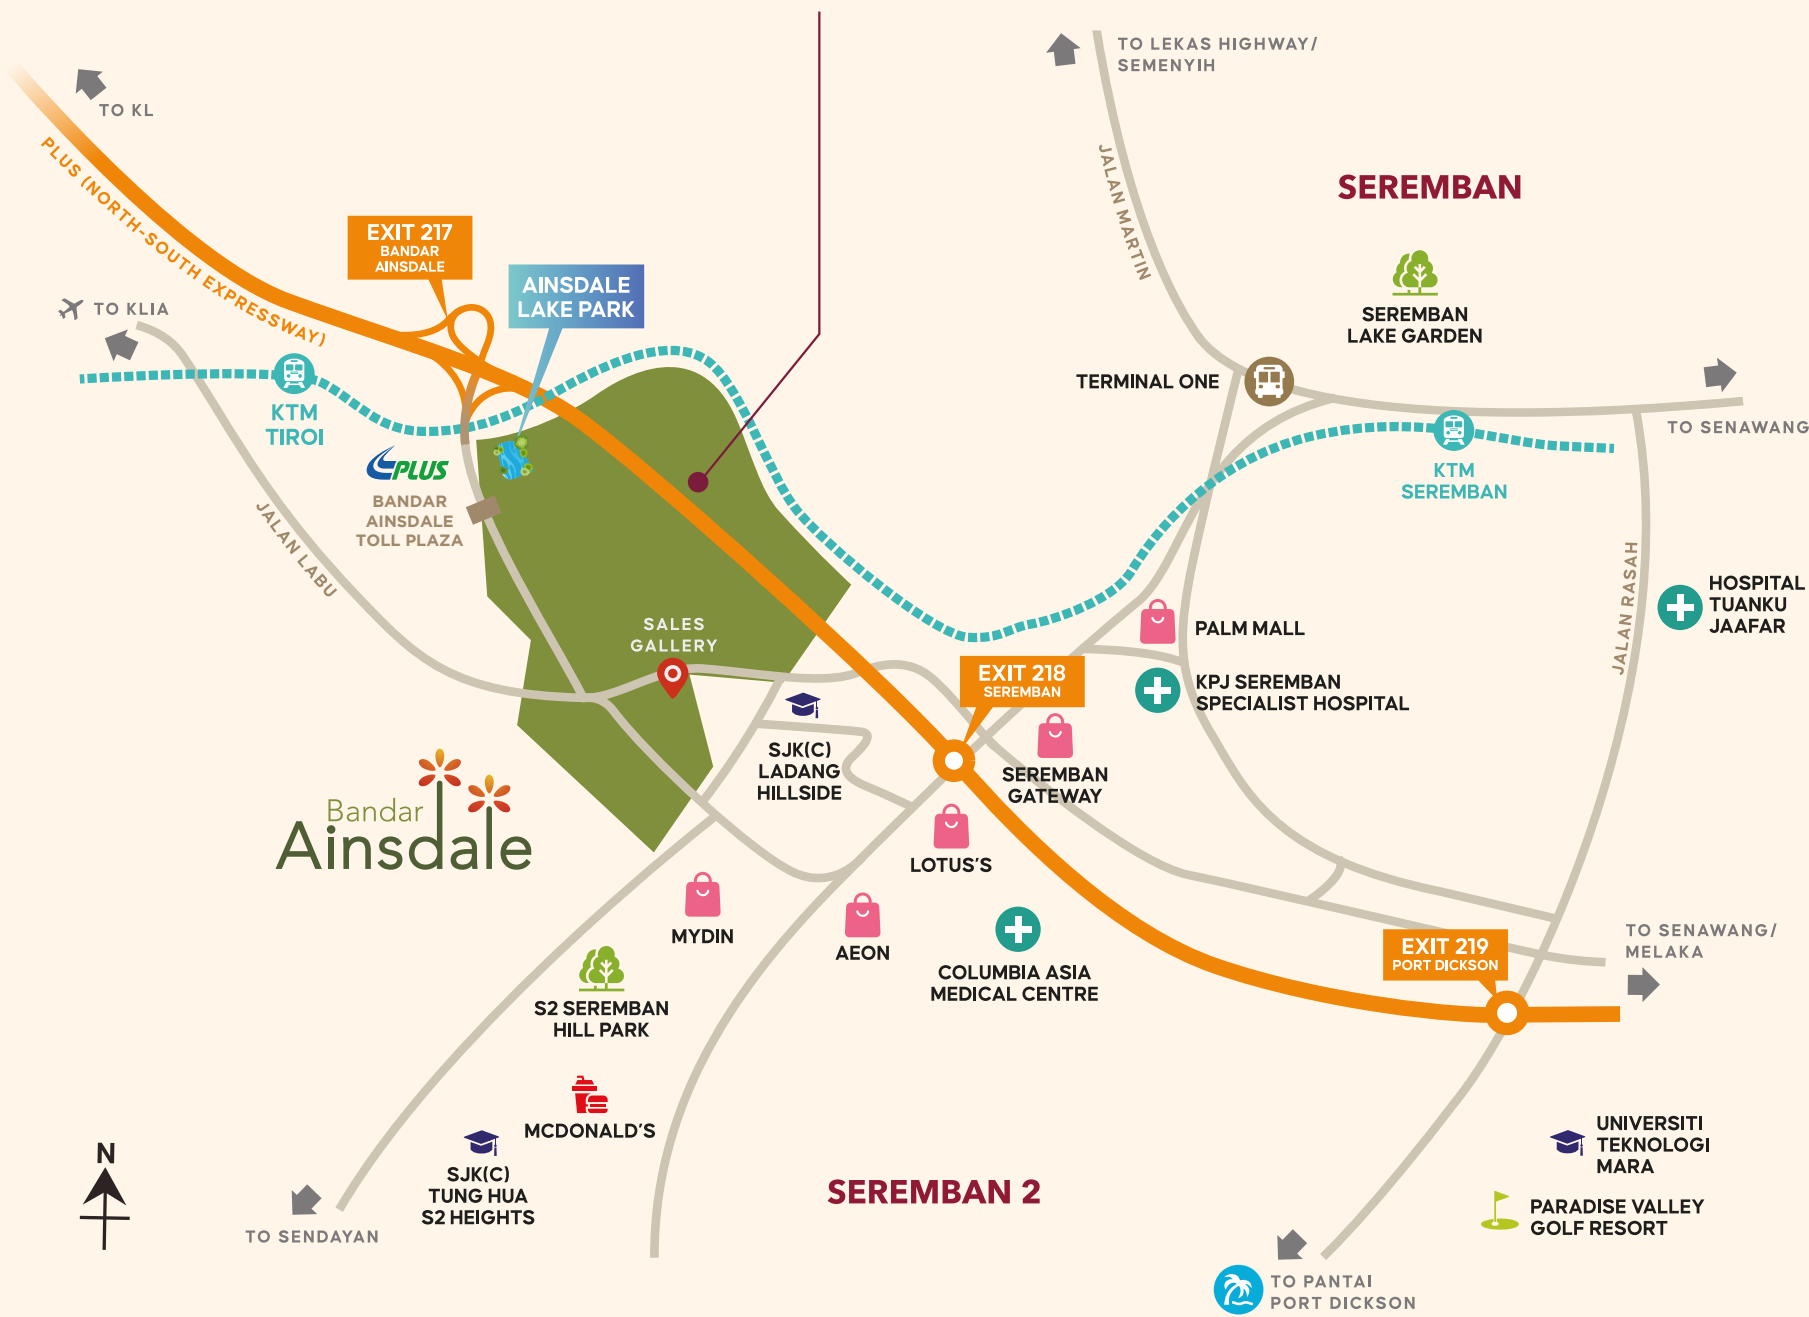 TO LEKAS HIGHWAY/
SEMENYIH
TO KL
PLUS (NORTH-SOUTH EXPRESSWAY)
JALAN MARTIN
SEREMBAN
EXIT 217
BANDAR
AINSDALE
AINSDALE
LAKE PARK
TO KLIA
SEREMBAN
LAKE GARDEN
TERMINAL ONE
KTM
TIROI
TO SENAWANG
PLUS
KTM
SEREMBAN
BANDAR
AINSDALE
TOLL PLAZA
JALAN LABU
JALAN RASAH
HOSPITAL
TUANKU
JAAFAR
SALES
GALLERY
PALM MALL
EXIT 218
SEREMBAN
KPJ SEREMBAN
SPECIALIST HOSPITAL
SJK(C)
LADANG
HILLSIDE
SEREMBAN
GATEWAY
Bandar
Ainsdale
LOTUS'S
MYDIN
AEON
EXIT 219
PORT DICKSON
TO SENAWANG/
MELAKA
COLUMBIA ASIA
MEDICAL CENTRE
S2 SEREMBAN
HILL PARK
MCDONALD'S
N
SJK(C)
TUNG HUA
S2 HEIGHTS
SEREMBAN 2
UNIVERSITI
TEKNOLOGI
MARA
PARADISE VALLEY
GOLF RESORT
TO SENDAYAN
TO PANTAI
PORT DICKSON